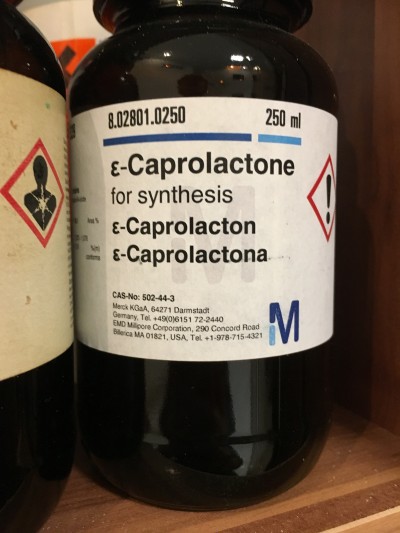 8.02801.0250 250 ml
ε-Caprolactone
for synthesis
ε-Caprolacton
ε-Caprolactona
CAS-No: 502-44-3
Merck KGaA, 64271 Darmstadt
Germany, Tel. +49(0)6151 72-2440
EMD Millipore Corporation, 290 Concord Road
Billerica MA 01821, USA, Tel. +1-978-715-4321
M